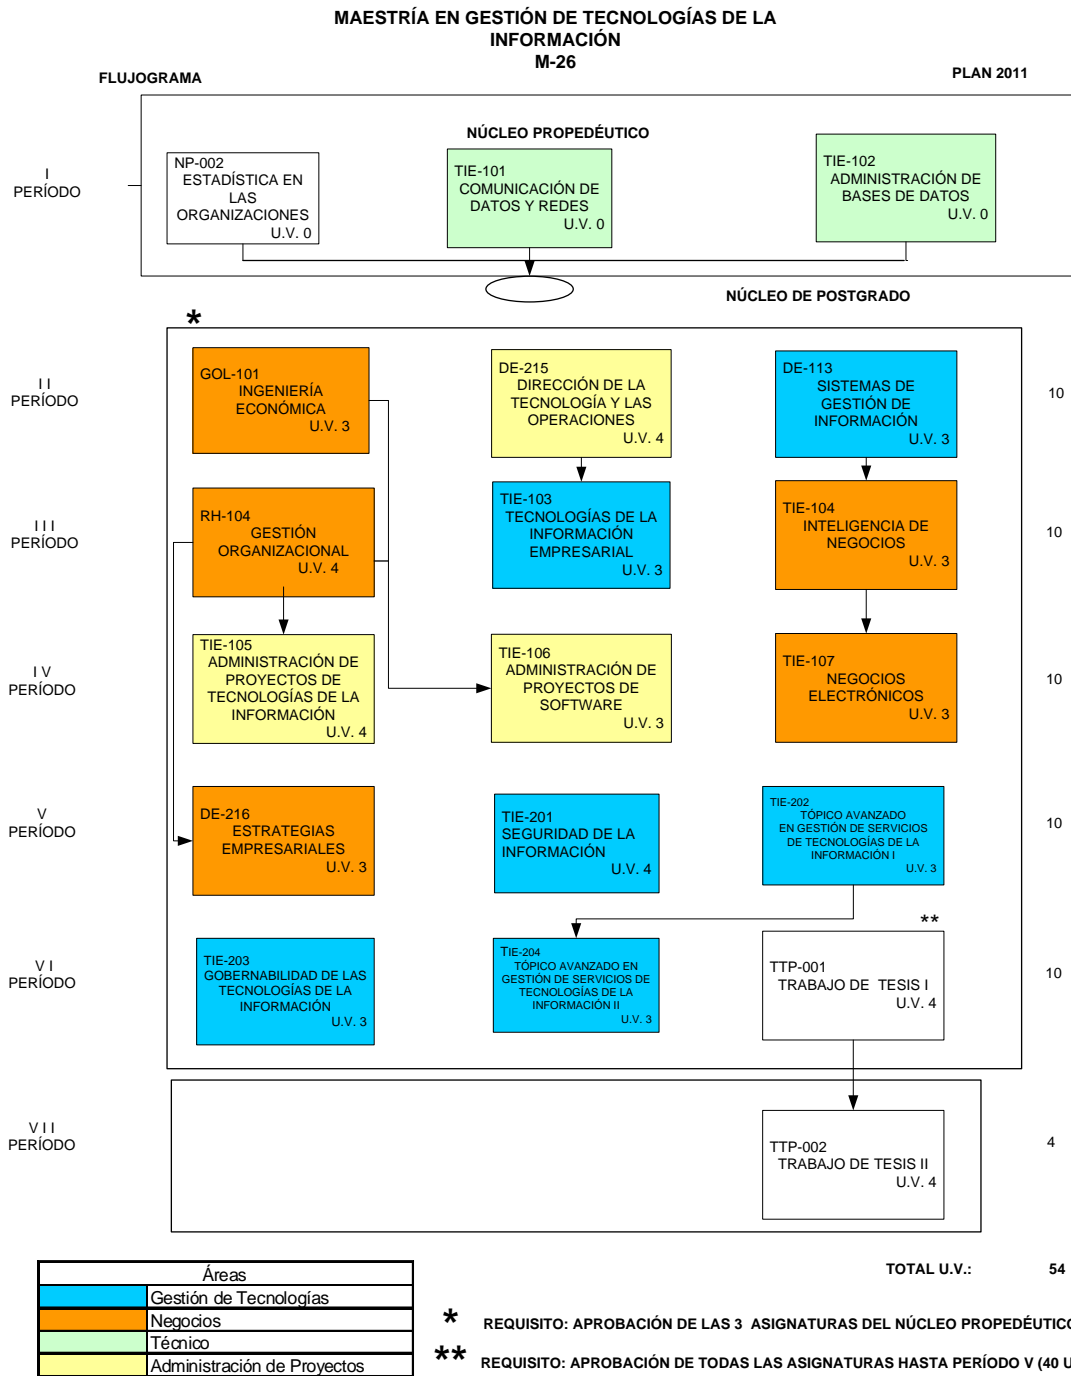 MAESTRÍA EN GESTIÓN DE TECNOLOGÍAS DE LA
INFORMACIÓN
M-26
FLUJOGRAMA
PLAN 2011
NÚCLEO PROPEDÉUTICO
I
PERÍODO
NP-002
ESTADÍSTICA EN
LAS
ORGANIZACIONES
U.V. 0
TIE-101
COMUNICACIÓN DE
DATOS Y REDES
U.V. 0
TIE-102
ADMINISTRACIÓN DE
BASES DE DATOS
U.V. 0
NÚCLEO DE POSTGRADO
*
I I
PERÍODO
GOL-101
INGENIERÍA
ECONÓMICA
U.V. 3
DE-215
DIRECCIÓN DE LA
TECNOLOGÍA Y LAS
OPERACIONES
U.V. 4
DE-113
SISTEMAS DE
GESTIÓN DE
INFORMACIÓN
U.V. 3
10
I I I
PERÍODO
RH-104
GESTIÓN
ORGANIZACIONAL
U.V. 4
TIE-103
TECNOLOGÍAS DE LA
INFORMACIÓN
EMPRESARIAL
U.V. 3
TIE-104
INTELIGENCIA DE
NEGOCIOS
U.V. 3
10
I V
PERÍODO
TIE-105
ADMINISTRACIÓN DE
PROYECTOS DE
TECNOLOGÍAS DE LA
INFORMACIÓN
U.V. 4
TIE-106
ADMINISTRACIÓN DE
PROYECTOS DE
SOFTWARE
U.V. 3
TIE-107
NEGOCIOS
ELECTRÓNICOS
U.V. 3
10
V
PERÍODO
DE-216
ESTRATEGIAS
EMPRESARIALES
U.V. 3
TIE-201
SEGURIDAD DE LA
INFORMACIÓN
U.V. 4
TIE-202
TÓPICO AVANZADO
EN GESTIÓN DE SERVICIOS
DE TECNOLOGÍAS DE LA
INFORMACIÓN I
U.V. 3
10
**
V I
PERÍODO
TIE-203
GOBERNABILIDAD DE LAS
TECNOLOGÍAS DE LA
INFORMACIÓN
U.V. 3
TIE-204
TÓPICO AVANZADO EN
GESTIÓN DE SERVICIOS DE
TECNOLOGÍAS DE LA
INFORMACIÓN II
U.V. 3
TTP-001
TRABAJO DE TESIS I
U.V. 4
10
V I I
PERÍODO
TTP-002
TRABAJO DE TESIS II
U.V. 4
4
TOTAL U.V.: 54
Áreas
Gestión de Tecnologías
Negocios
Técnico
Administración de Proyectos
* REQUISITO: APROBACIÓN DE LAS 3 ASIGNATURAS DEL NÚCLEO PROPEDÉUTICO
** REQUISITO: APROBACIÓN DE TODAS LAS ASIGNATURAS HASTA PERÍODO V (40 U